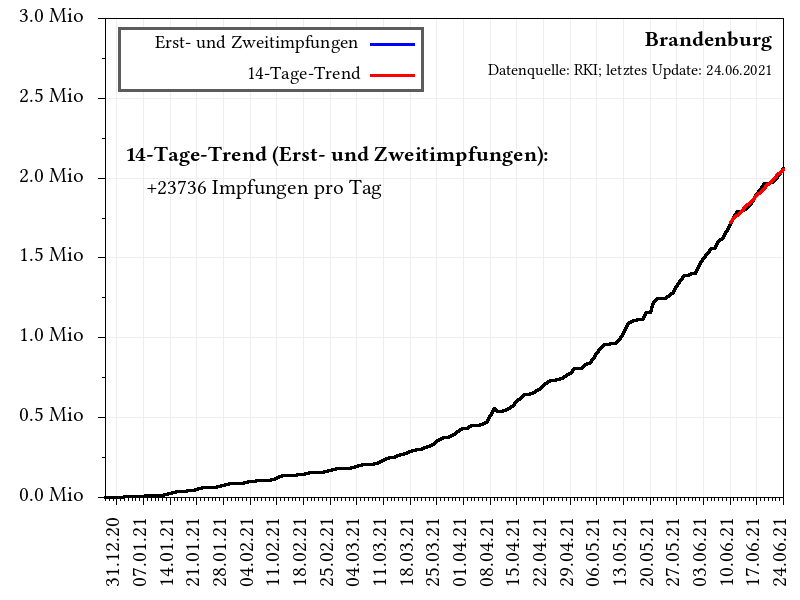 3.0 Mio
2.5 Mio
2.0 Mio
1.5 Mio
1.0 Mio
0.5 Mio
0.0 Mio
Erst- und Zweitimpfungen
14-Tage-Trend
Brandenburg
Datenquelle: RKI; letztes Update: 24.06.2021
14-Tage-Trend (Erst- und Zweitimpfungen):
+23736 Impfungen pro Tag
31.12.20
07.01.21
14.01.21
21.01.21
28.01.21
04.02.21
11.02.21
18.02.21
25.02.21
04.03.21
11.03.21
18.03.21
25.03.21
01.04.21
08.04.21
15.04.21
22.04.21
29.04.21
06.05.21
13.05.21
20.05.21
27.05.21
03.06.21
10.06.21
17.06.21
24.06.21